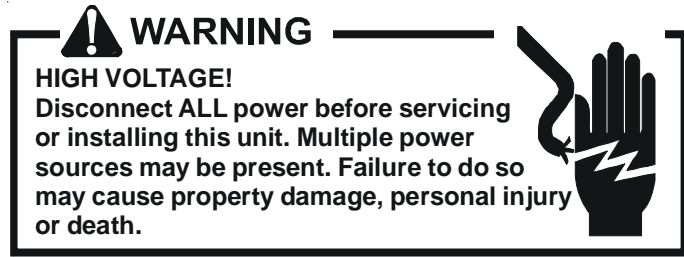 WARNING
HIGH VOLTAGE!
Disconnect ALL power before servicing
or installing this unit. Multiple power
sources may be present. Failure to do so
may cause property damage, personal injury
or death.